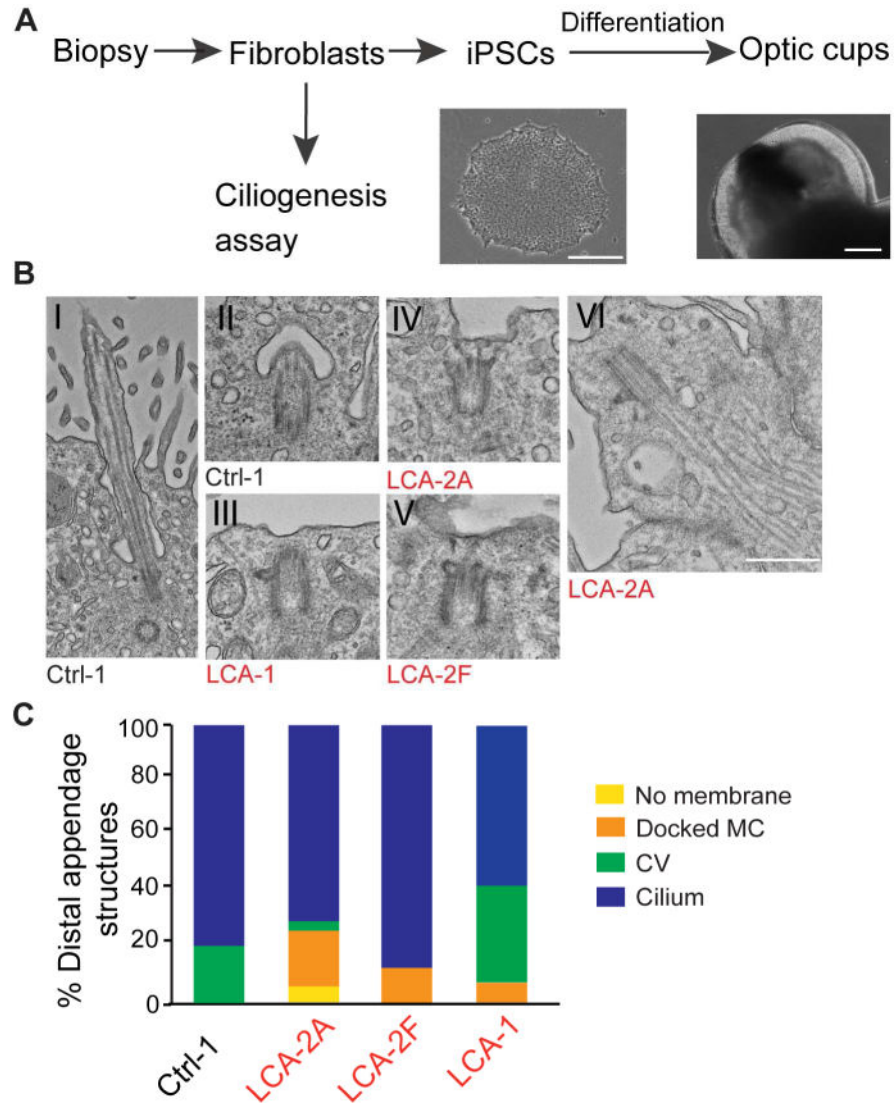 A
Biopsy
Fibroblasts
iPSCs
Differentiation
Optic cups
Ciliogenesis
assay
B
I
II
IV
VI
Ctrl-1
LCA-2A
III
V
LCA-2A
Ctrl-1
LCA-1
LCA-2F
C
% Distal appendage
structures
100
80
60
40
20
0
No membrane
Docked MC
CV
Cilium
Ctrl-1
LCA-2A
LCA-2F
LCA-1